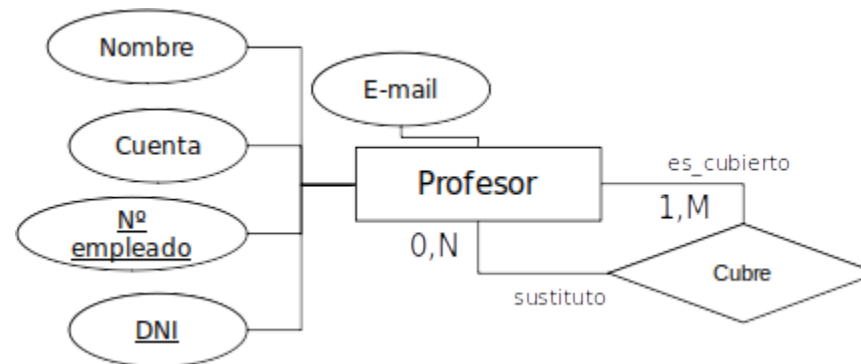 Nombre
E-mail
Cuenta
Profesor
es_cubierto
1,M
Nº
empleado
0,N
Cubre
sustituto
DNI